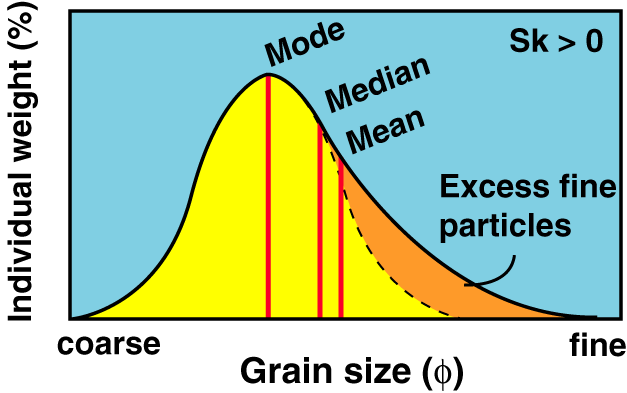 Individual weight (%)
Mode
Median
Mean
Sk > 0
Excess fine
particles
coarse
fine
Grain size (ϕ)